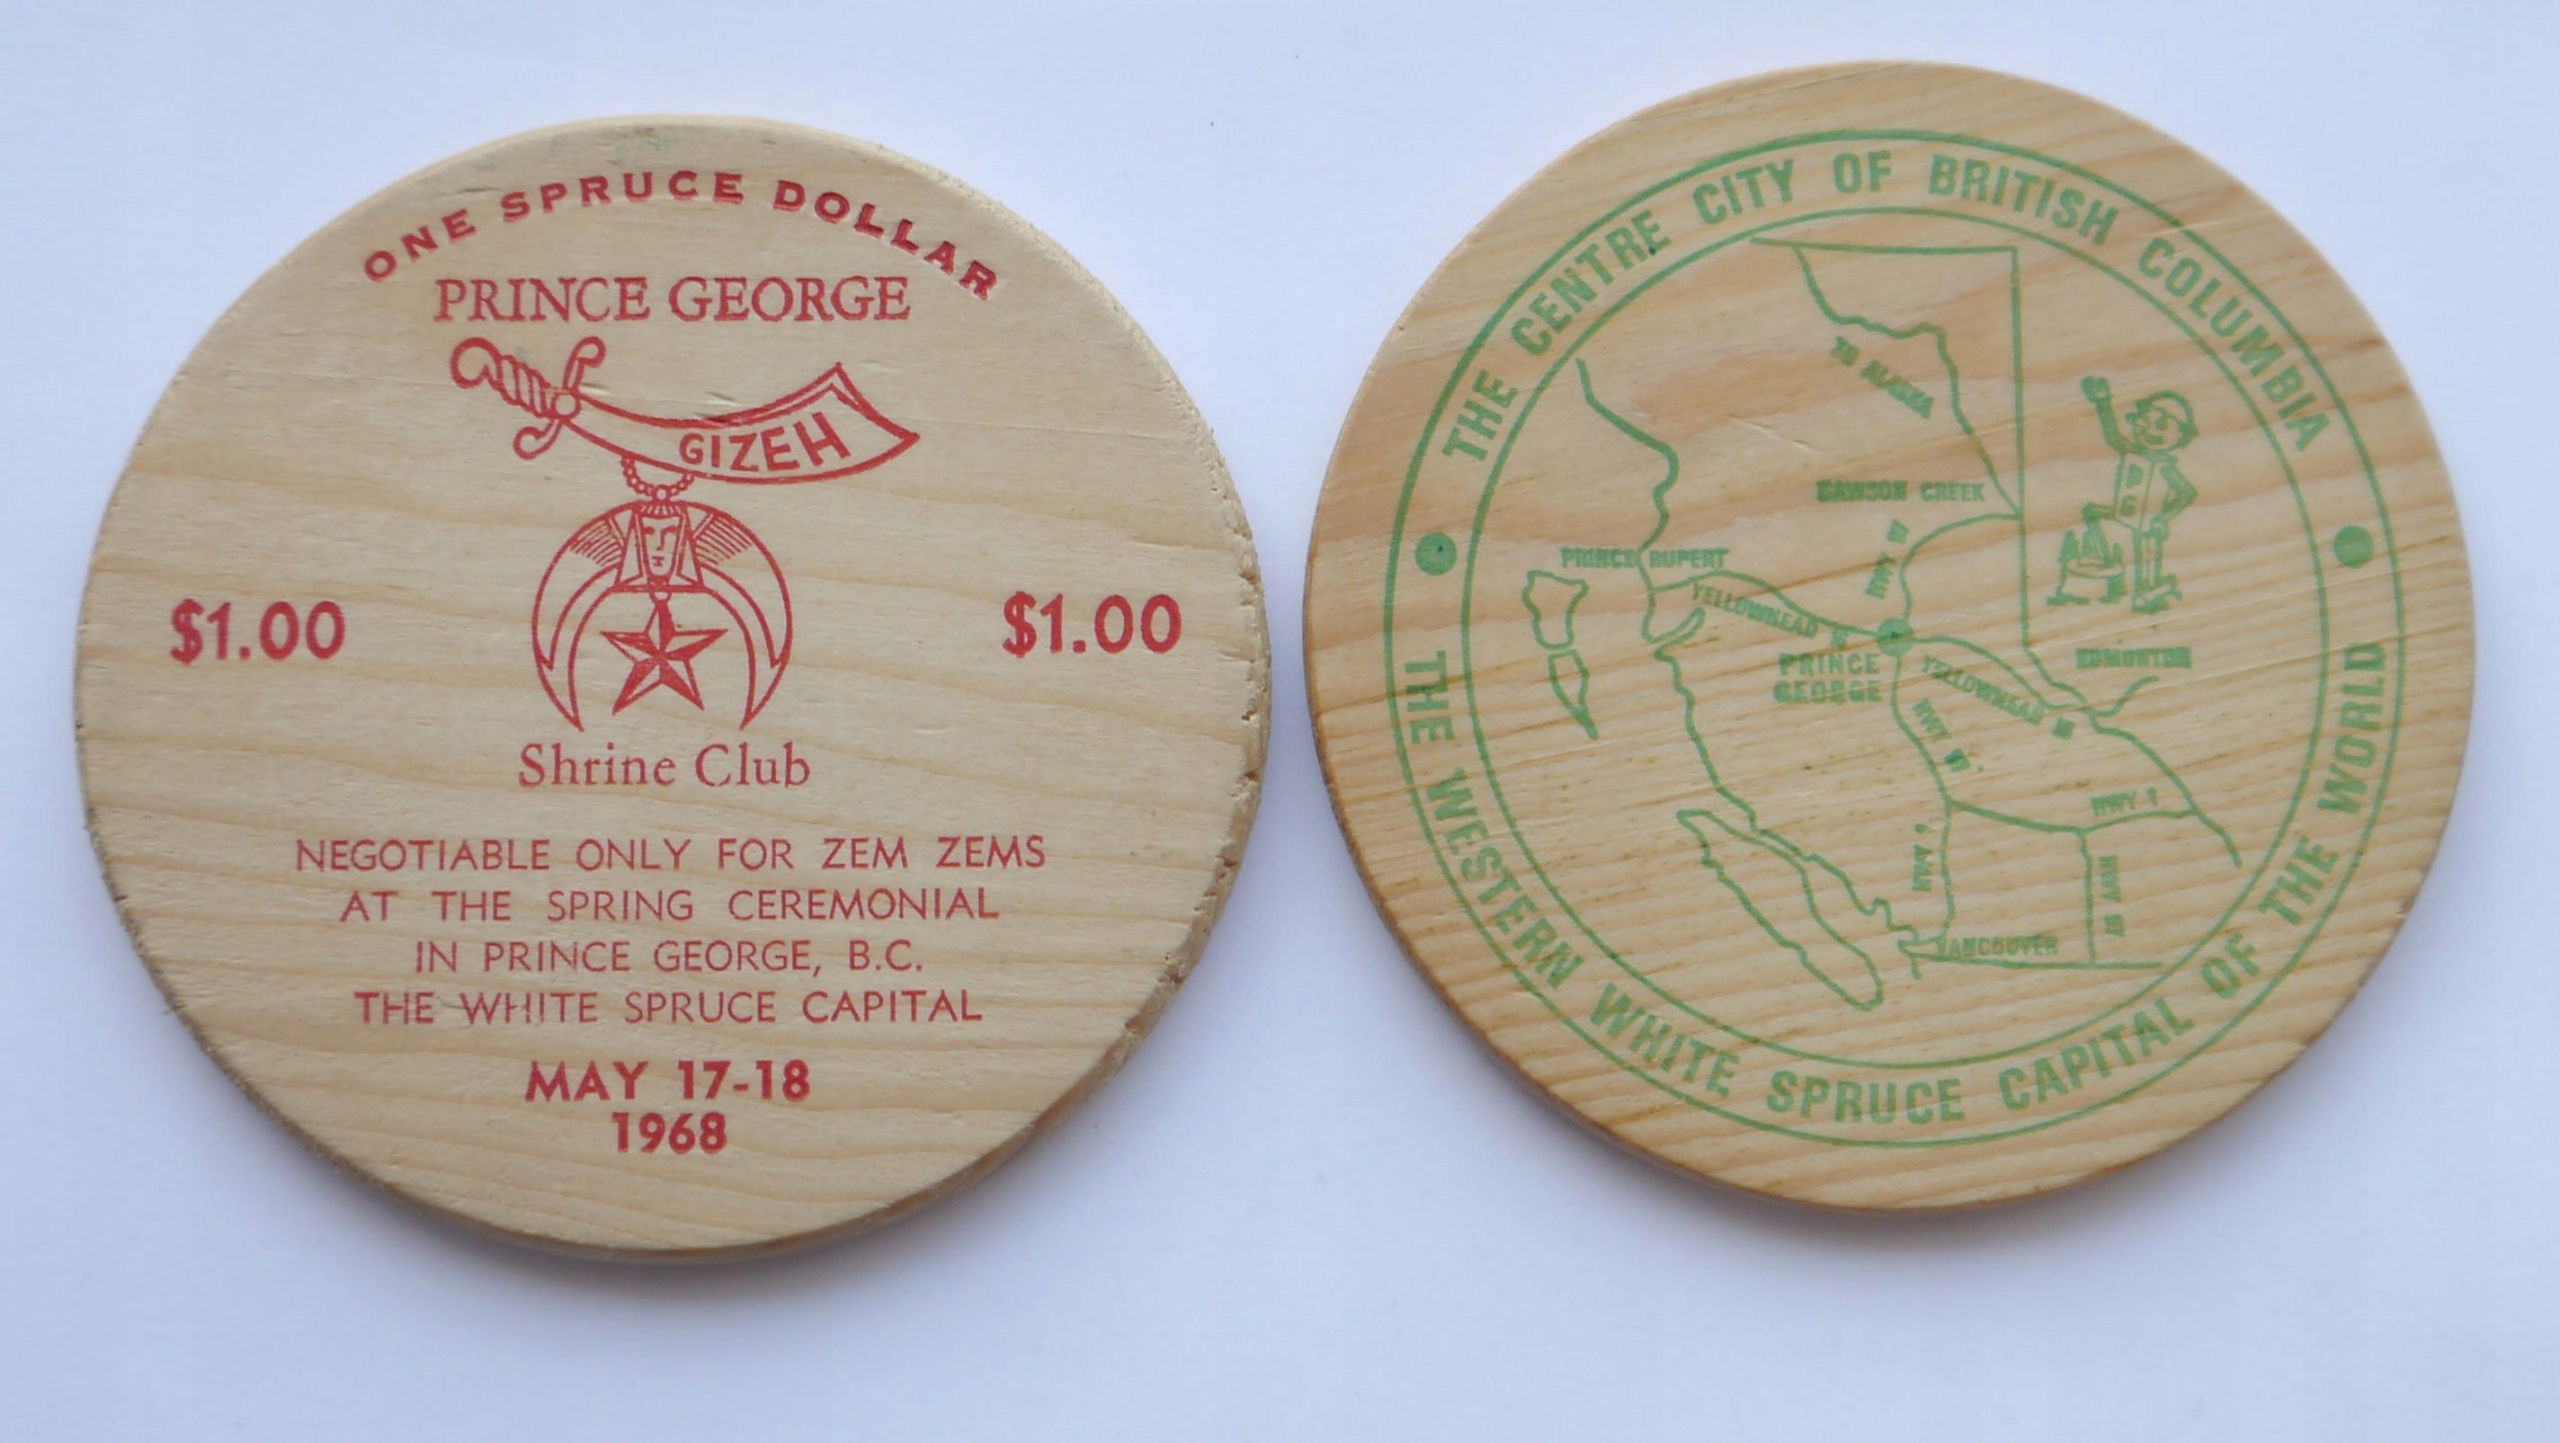 ONE SPRUCE DOLLAR
PRINCE GEORGE
GIZEH
$1.00
$1.00
Shrine Club
NEGOTIABLE ONLY FOR ZEM ZEMS
AT THE SPRING CEREMONIAL
IN PRINCE GEORGE, B.C.
THE WHITE SPRUCE CAPITAL
MAY 17-18
1968
THE CENTRE CITY OF BRITISH COLUMBIA
TO ALASKA
DAWSON CREEK
HWY 97
PG
PRINCE RUPERT
YELLOWHEAD 16
PRINCE
GEORGE
YELLOWHEAD 16
EDMONTON
HWY 97
HWY 1
HWY 1
HWY 97
VANCOUVER
THE WESTERN WHITE SPRUCE CAPITAL OF THE WORLD